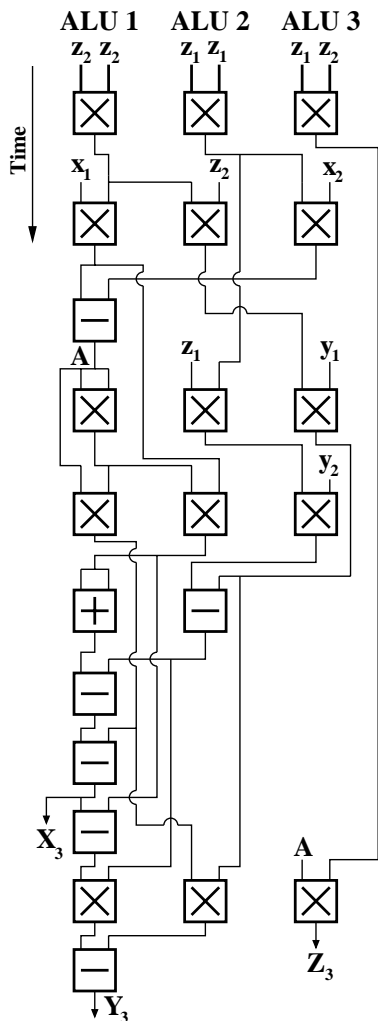 ALU 1 ALU 2 ALU 3
z₂ z₂ z₁ z₁ z₁ z₂
Time
x₁ z₂ x₂
A z₁ y₁
y₂
X₃
A
Z₃
Y₃